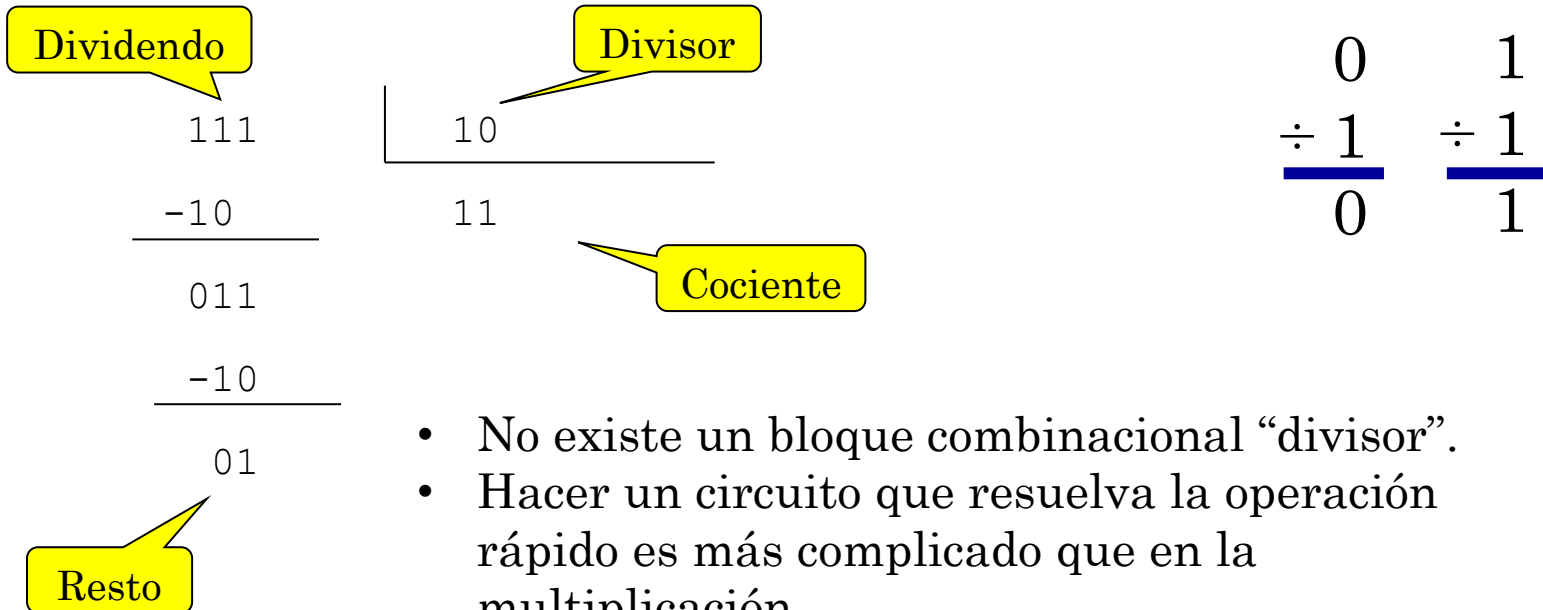 Dividendo
Divisor
111
10
-10
11
Cociente
011
-10
01
Resto
0 1
÷ 1 ÷ 1
0 1
• No existe un bloque combinacional “divisor”.
• Hacer un circuito que resuelva la operación
rápido es más complicado que en la
multiplicación